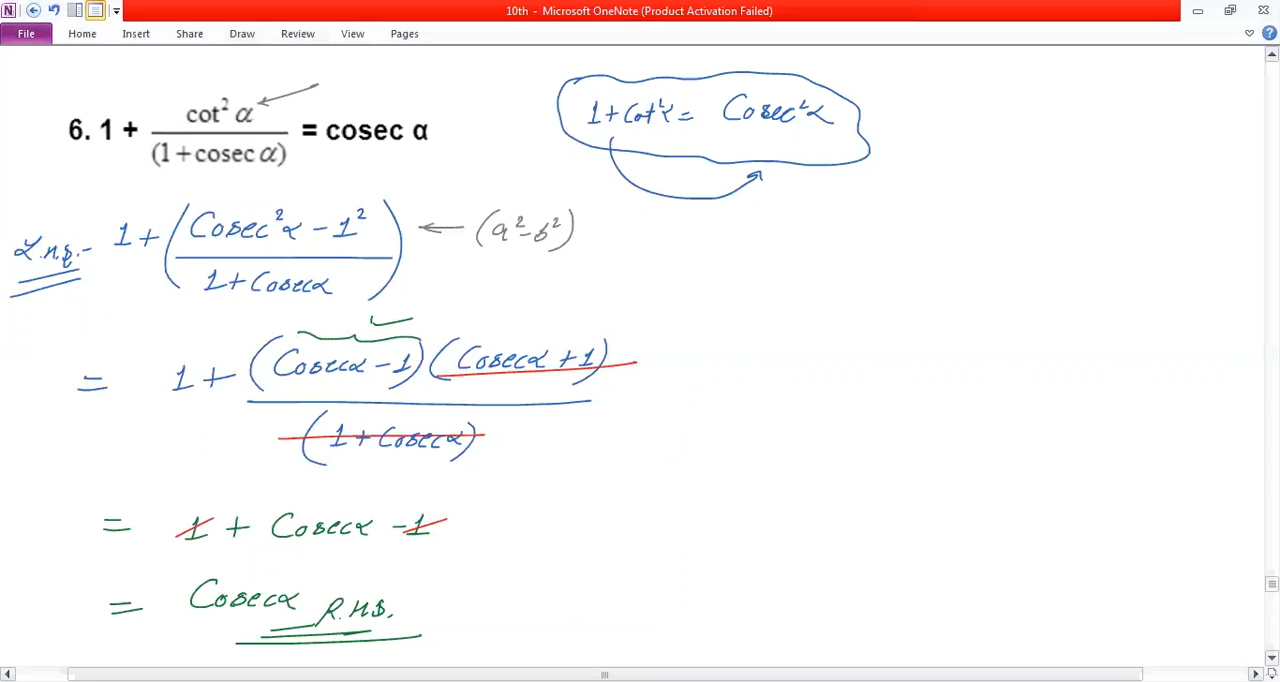 10th - Microsoft OneNote (Product Activation Failed)
File Home Insert Share Draw Review View Pages
6. 1 + cot² α / (1 + cosec α) = cosec α
1 + Cot²α = Cosec²α
L.H.S.- 1 + (Cosec²α - 1² / 1 + Cosecα) ← (a² - b²)
= 1 + (Cosecα - 1) (Cosecα + 1) / (1 + Cosecα)
= 1 + Cosecα - 1
= Cosecα R.H.S.